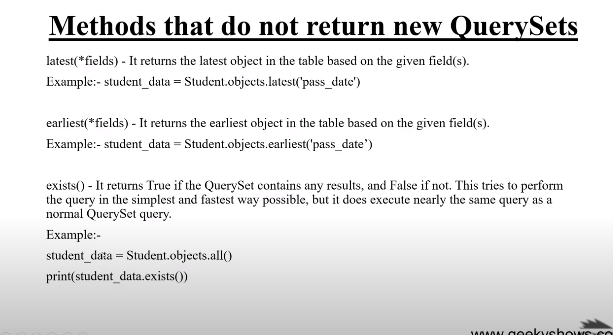 Methods that do not return new QuerySets
latest(*fields) - It returns the latest object in the table based on the given field(s).
Example:- student_data = Student.objects.latest('pass_date')
earliest(*fields) - It returns the earliest object in the table based on the given field(s).
Example:- student_data = Student.objects.earliest('pass_date’)
exists() - It returns True if the QuerySet contains any results, and False if not. This tries to perform
the query in the simplest and fastest way possible, but it does execute nearly the same query as a
normal QuerySet query.
Example:-
student_data = Student.objects.all()
print(student_data.exists())